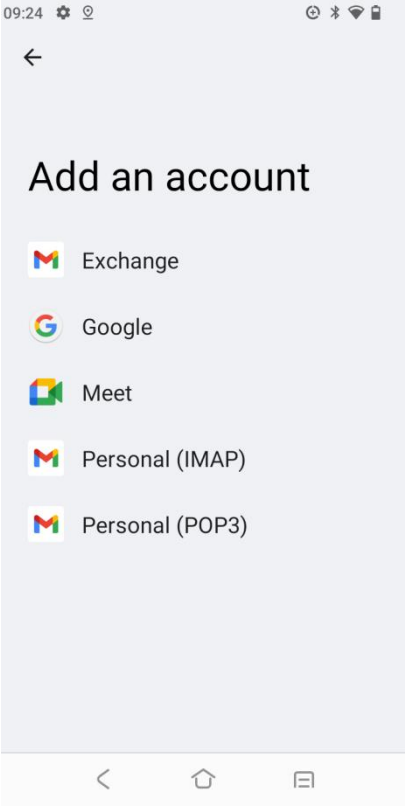 09:24
Add an account
Exchange
Google
Meet
Personal (IMAP)
Personal (POP3)